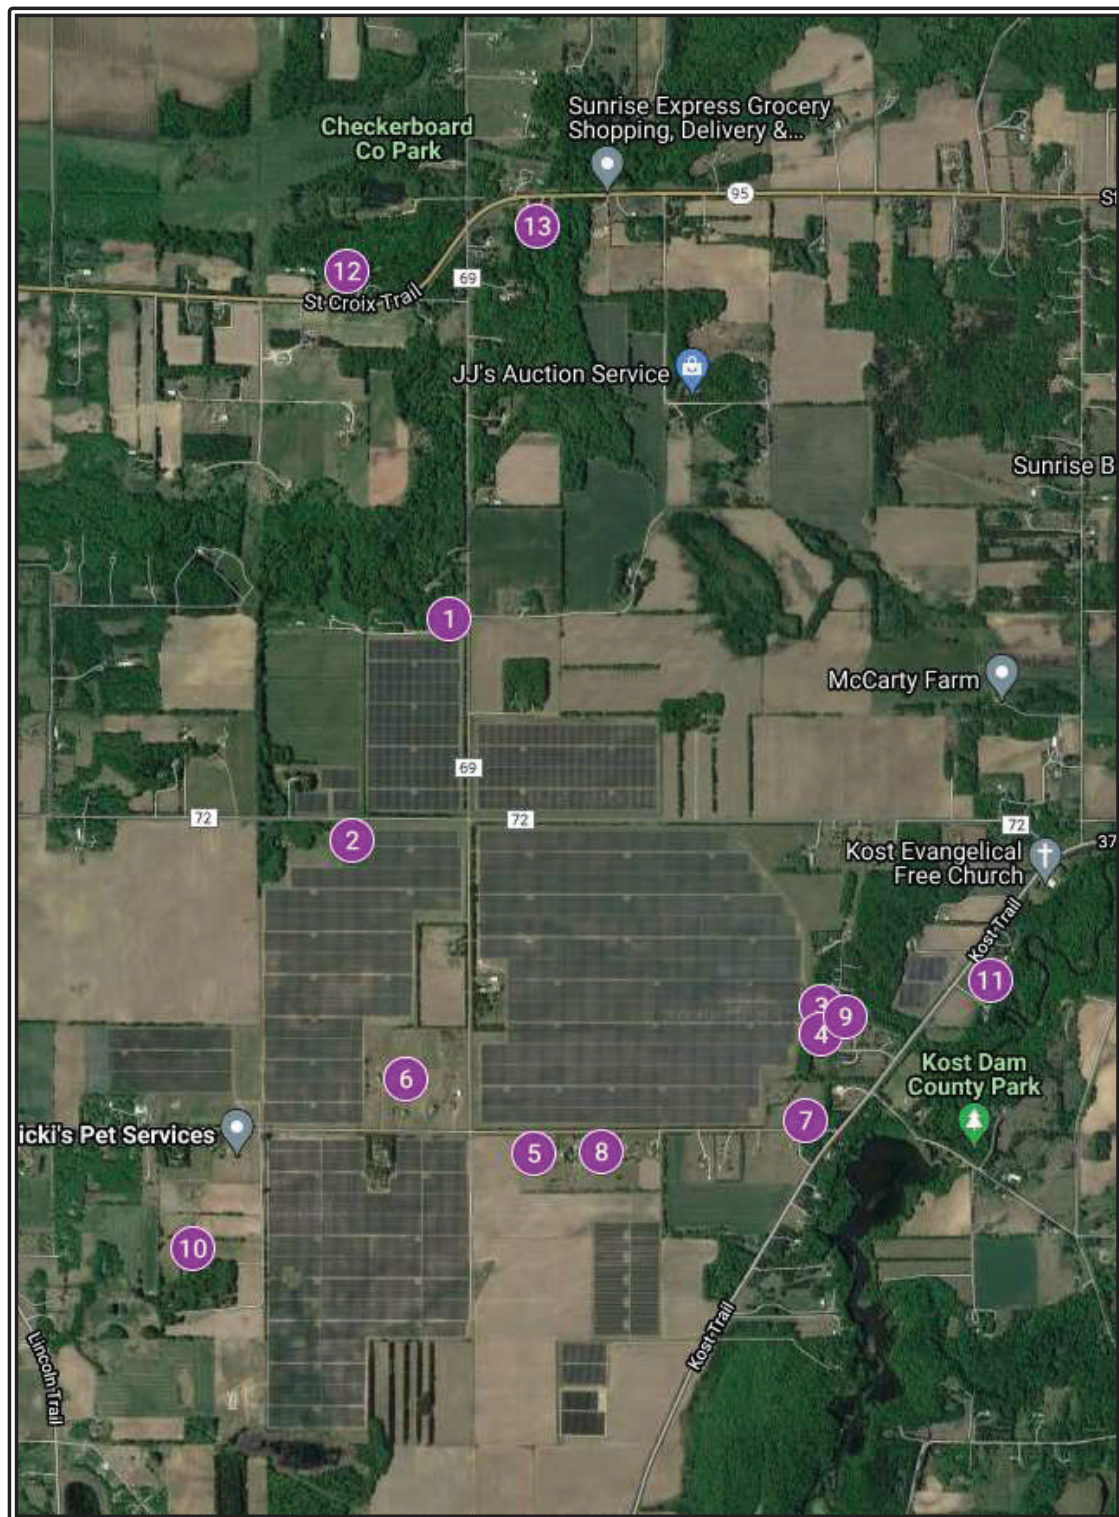 Sunrise Express Grocery
Shopping, Delivery &...
Checkerboard
Co Park
95
St
13
12
69
St Croix Trail
JJ's Auction Service
Sunrise B
1
McCarty Farm
69
72
72
72
2
37
Kost Evangelical
Free Church
Kost Trail
11
3
9
4
Kost Dam
County Park
6
7
icki's Pet Services
5
8
10
Kost Trail
Lincoln Trail